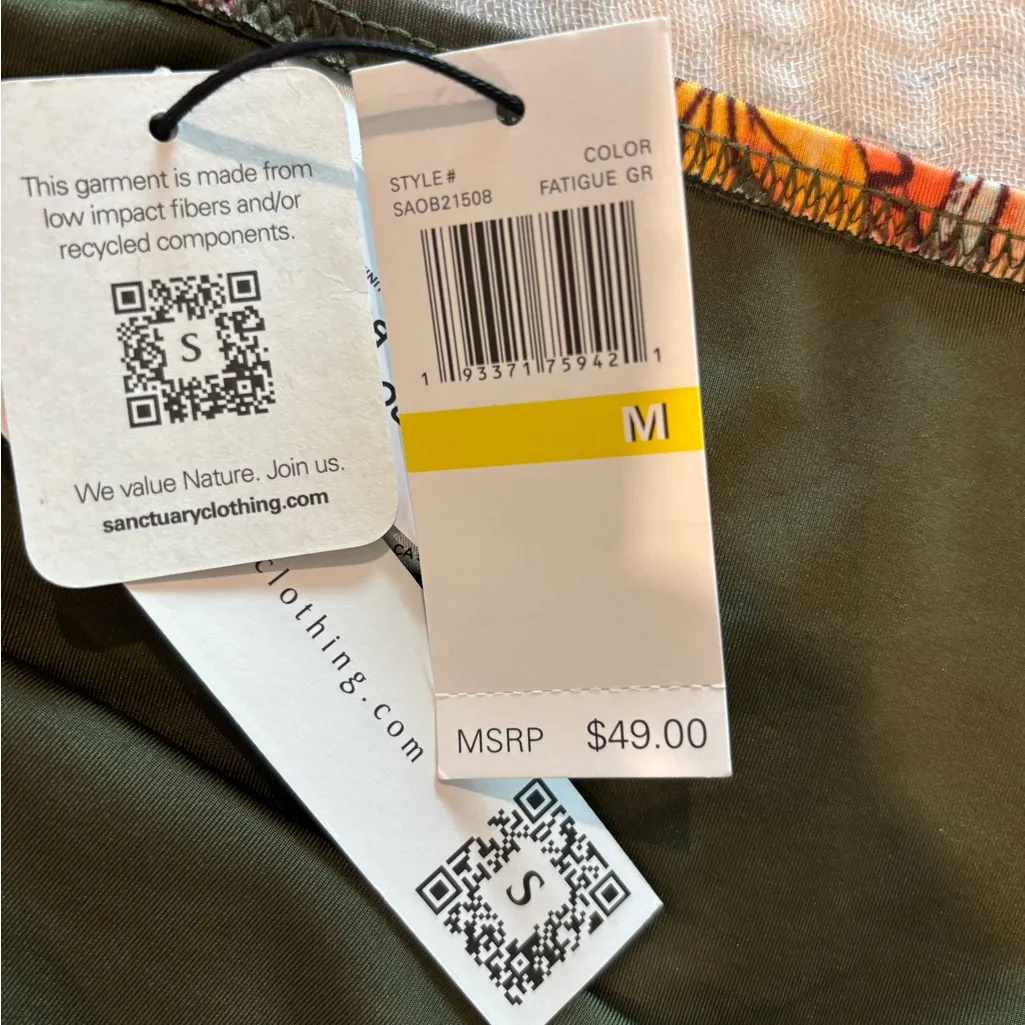 This garment is made from
low impact fibers and/or
recycled components.
S
We value Nature. Join us.
sanctuaryclothing.com
STYLE#
SAOB21508
COLOR
FATIGUE GR
1 93371 75942 1
M
MSRP $49.00
clothing.com
S